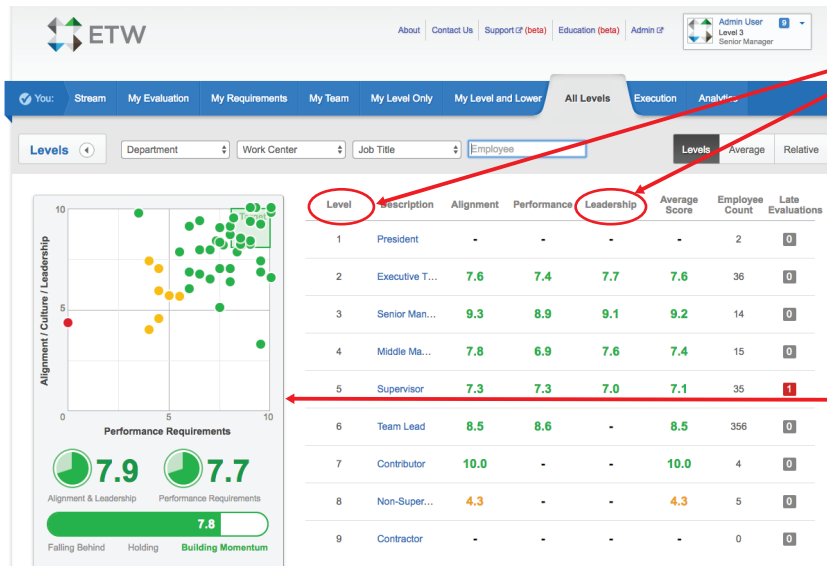 ETW
About Contact Us Support (beta) Education (beta) Admin
Admin User 9
Level 3
Senior Manager
You: Stream My Evaluation My Requirements My Team My Level Only My Level and Lower All Levels Execution Analytics
Levels Department Work Center Job Title Employee Levels Average Relative
Level Description Alignment Performance Leadership Average Score Employee Count Late Evaluations
1 President - - - - 2 0
2 Executive T... 7.6 7.4 7.7 7.6 36 0
3 Senior Man... 9.3 8.9 9.1 9.2 14 0
4 Middle Ma... 7.8 6.9 7.6 7.4 15 0
5 Supervisor 7.3 7.3 7.0 7.1 35 1
6 Team Lead 8.5 8.6 - 8.5 356 0
7 Contributor 10.0 - - 10.0 4 0
8 Non-Super... 4.3 - - 4.3 5 0
9 Contractor - - - - 0 0
Alignment / Culture / Leadership
10
Target
5
0 5 10
Performance Requirements
7.9 7.7
Alignment & Leadership Performance Requirements
7.8
Falling Behind Holding Building Momentum